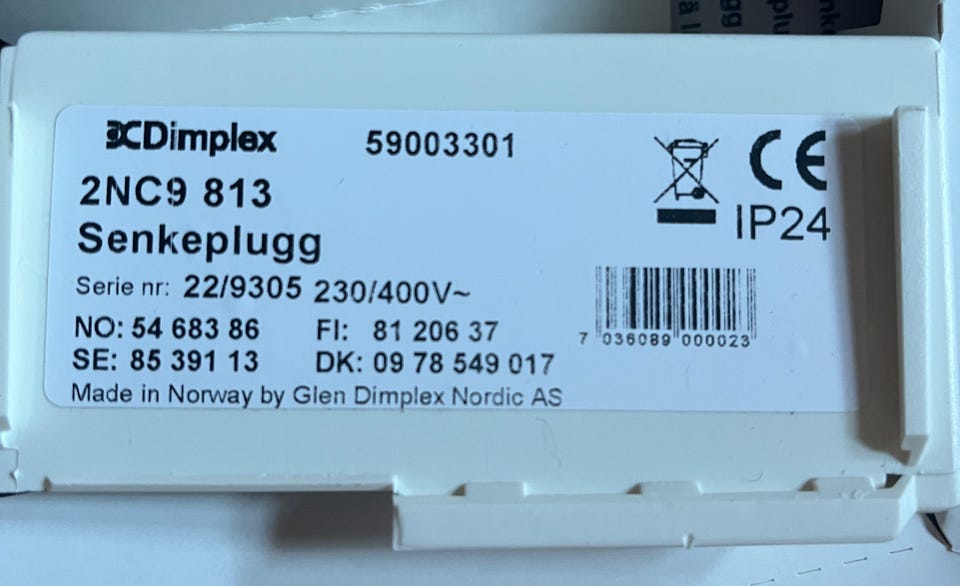 Dimplex 59003301
2NC9 813
Senkeplugg
CE
IP24
Serie nr: 22/9305 230/400V~
NO: 54 683 86 FI: 81 206 37
SE: 85 391 13 DK: 09 78 549 017
Made in Norway by Glen Dimplex Nordic AS
7 036089 000023